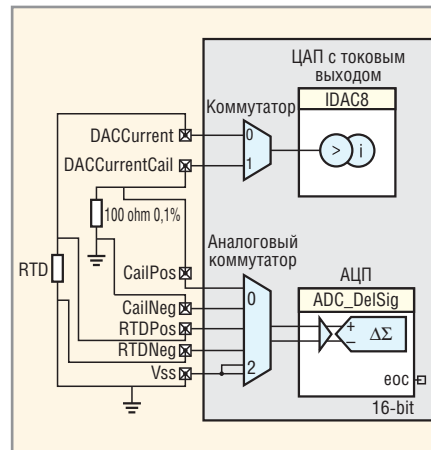 ЦАП с токовым
выходом
IDAC8
Коммутатор
DACCurrent
0
> i
DACCurrentCail
1
100 ohm 0,1%
RTD
Аналоговый
коммутатор
АЦП
CailPos
ADC_DelSig
0
CailNeg
RTDPos
+
ΔΣ
−
RTDNeg
2
Vss
eoc
16-bit